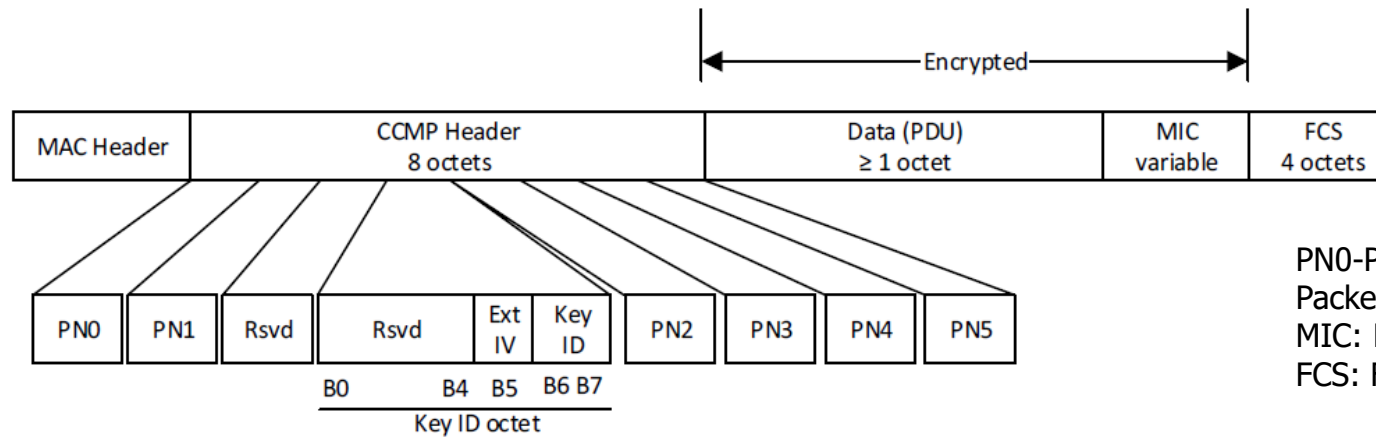 Encrypted
MAC Header
CCMP Header
8 octets
Data (PDU)
≥ 1 octet
MIC
variable
FCS
4 octets
PN0
PN1
Rsvd
Rsvd
Ext
IV
Key
ID
PN2
PN3
PN4
PN5
B0 B4 B5 B6 B7
Key ID octet
PN0-P
Packe
MIC:
FCS: